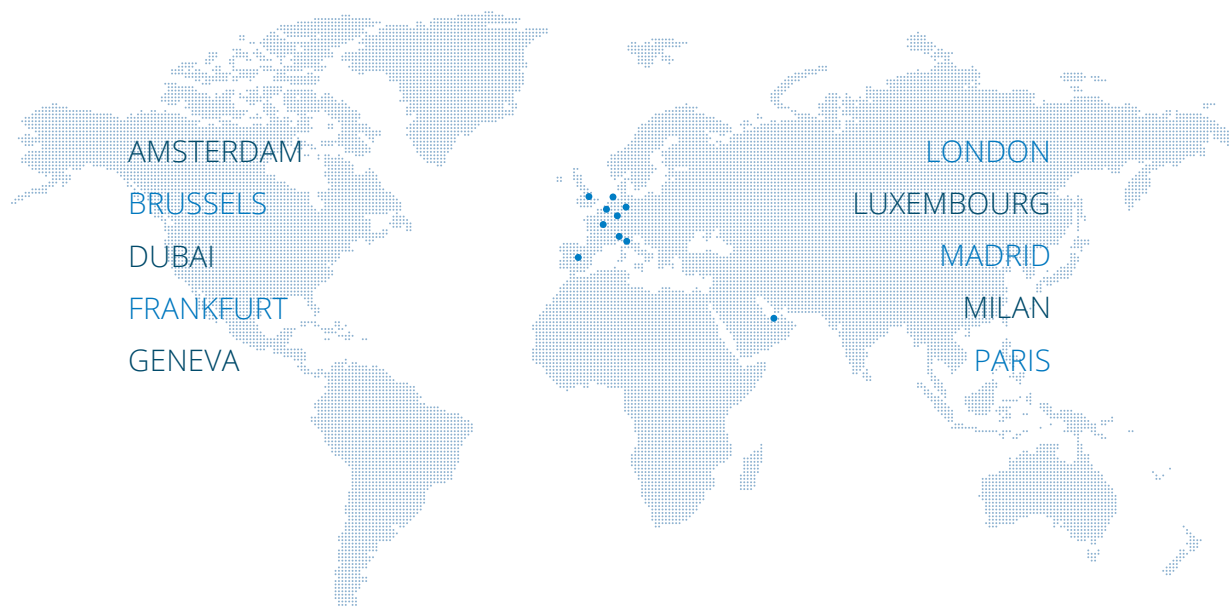 AMSTERDAM
BRUSSELS
DUBAI
FRANKFURT
GENEVA
LONDON
LUXEMBOURG
MADRID
MILAN
PARIS